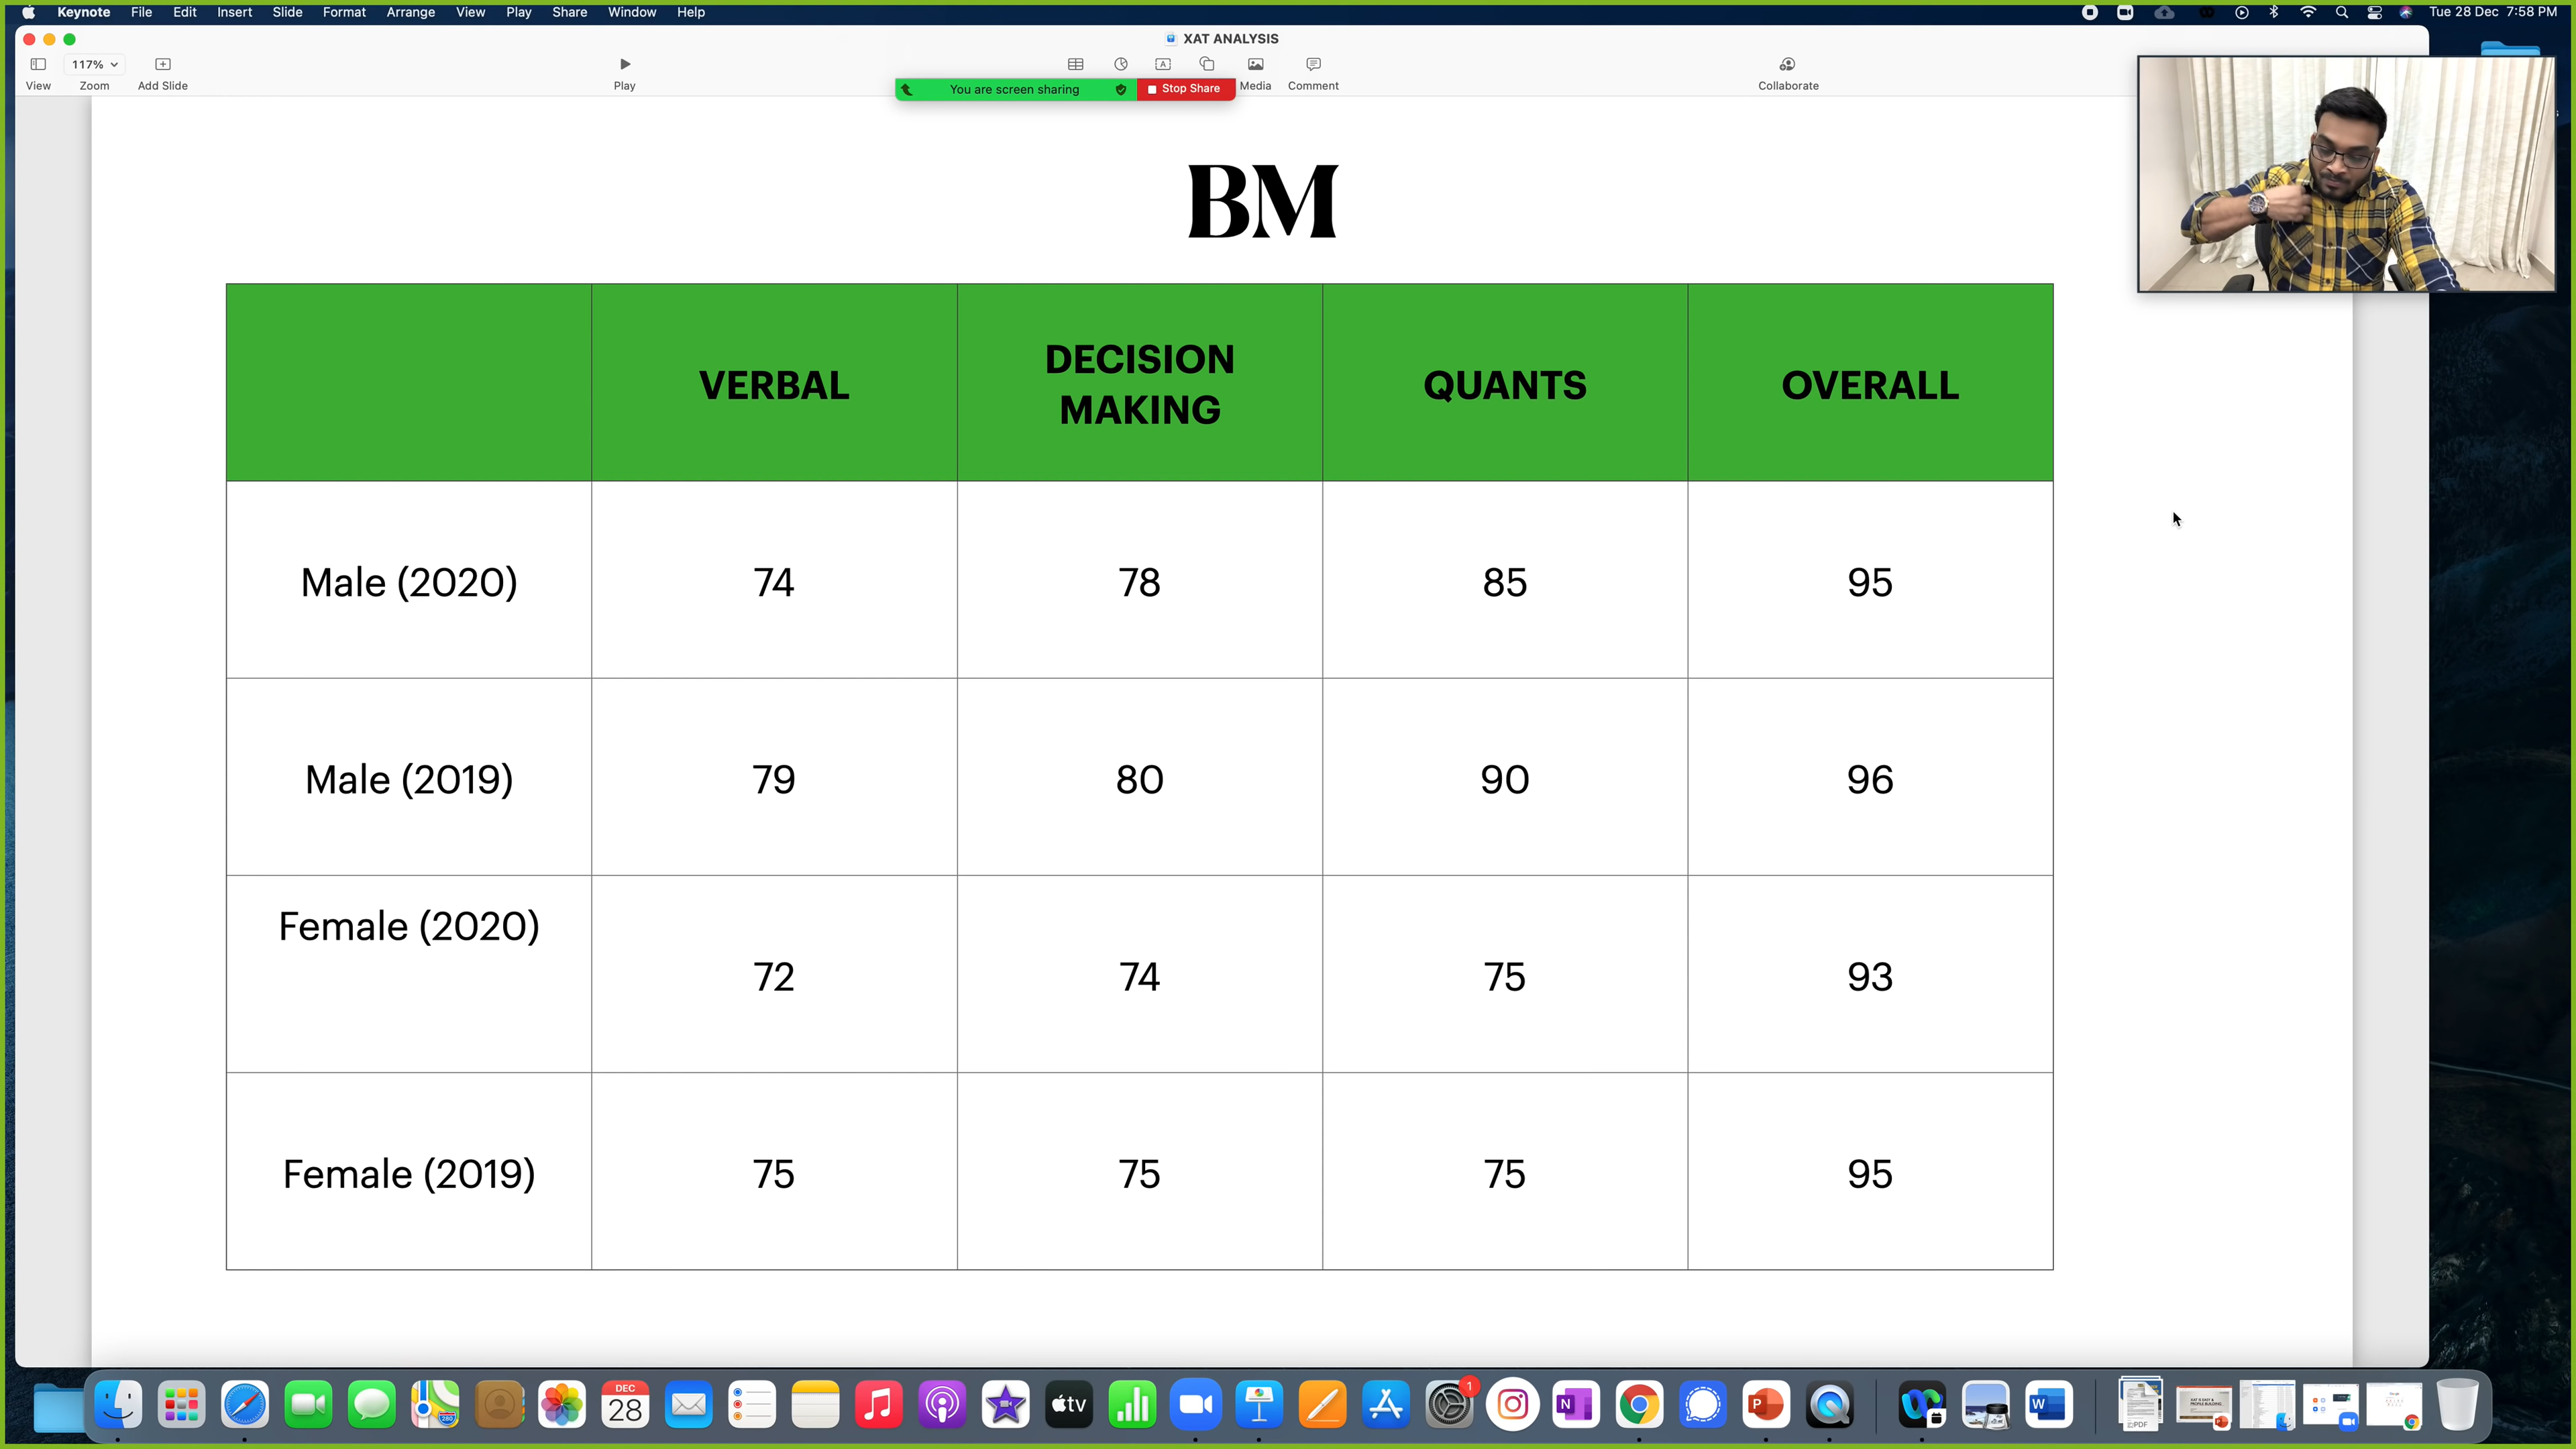 Keynote File Edit Insert Slide Format Arrange View Play Share Window Help
Tue 28 Dec 7:58 PM
XAT ANALYSIS
117%
View Zoom Add Slide Play Media Comment Collaborate
You are screen sharing Stop Share
BM
VERBAL DECISION MAKING QUANTS OVERALL
Male (2020) 74 78 85 95
Male (2019) 79 80 90 96
Female (2020) 72 74 75 93
Female (2019) 75 75 75 95
DEC
28
tv
1
N
P
W
PDF